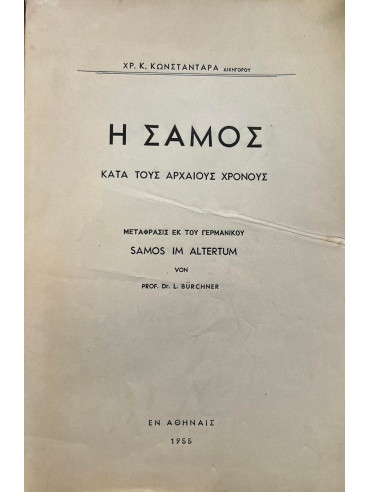 ΧΡ. Κ. ΚΩΝΣΤΑΝΤΑΡΑ ΔΙΚΗΓΟΡΟΥ
Η ΣΑΜΟΣ
ΚΑΤΑ ΤΟΥΣ ΑΡΧΑΙΟΥΣ ΧΡΟΝΟΥΣ
ΜΕΤΑΦΡΑΣΙΣ ΕΚ ΤΟΥ ΓΕΡΜΑΝΙΚΟΥ
SAMOS IM ALTERTUM
VON
PROF. Dr. L. BÜRCHNER
ΕΝ ΑΘΗΝΑΙΣ
1955